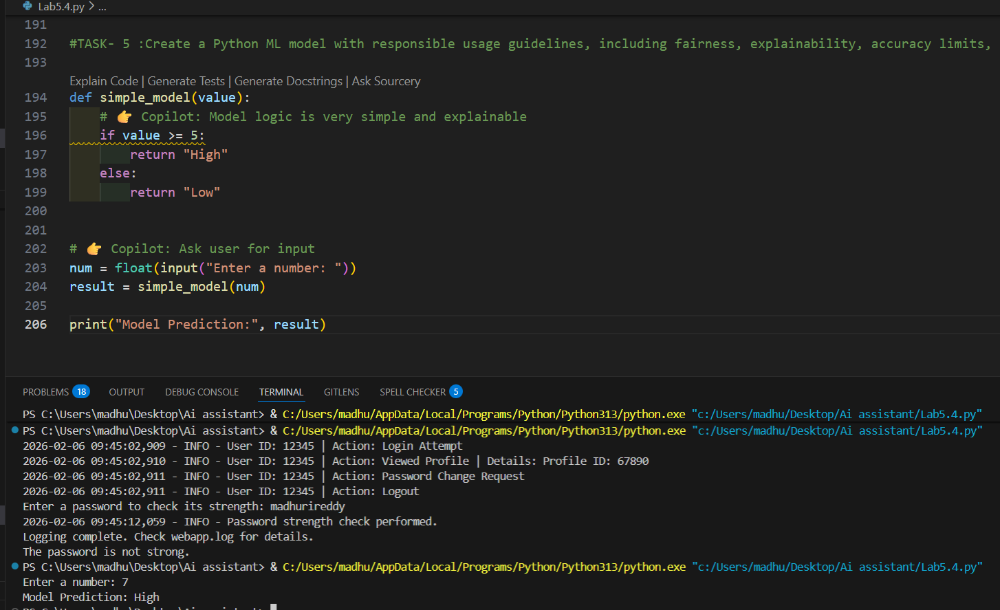 Lab5.4.py > ...
191
192 #TASK- 5 :Create a Python ML model with responsible usage guidelines, including fairness, explainability, accuracy limits,
193
Explain Code | Generate Tests | Generate Docstrings | Ask Sourcery
194 def simple_model(value):
195     # 👉 Copilot: Model logic is very simple and explainable
196     if value >= 5:
197         return "High"
198     else:
199         return "Low"
200
201
202 # 👉 Copilot: Ask user for input
203 num = float(input("Enter a number: "))
204 result = simple_model(num)
205
206 print("Model Prediction:", result)
PROBLEMS 18 OUTPUT DEBUG CONSOLE TERMINAL GITLENS SPELL CHECKER 5
PS C:\Users\madhu\Desktop\Ai assistant> & C:/Users/madhu/AppData/Local/Programs/Python/Python313/python.exe "c:/Users/madhu/Desktop/Ai assistant/Lab5.4.py"
PS C:\Users\madhu\Desktop\Ai assistant> & C:/Users/madhu/AppData/Local/Programs/Python/Python313/python.exe "c:/Users/madhu/Desktop/Ai assistant/Lab5.4.py"
2026-02-06 09:45:02,909 - INFO - User ID: 12345 | Action: Login Attempt
2026-02-06 09:45:02,910 - INFO - User ID: 12345 | Action: Viewed Profile | Details: Profile ID: 67890
2026-02-06 09:45:02,911 - INFO - User ID: 12345 | Action: Password Change Request
2026-02-06 09:45:02,911 - INFO - User ID: 12345 | Action: Logout
Enter a password to check its strength: madhurireddy
2026-02-06 09:45:12,059 - INFO - Password strength check performed.
Logging complete. Check webapp.log for details.
The password is not strong.
PS C:\Users\madhu\Desktop\Ai assistant> & C:/Users/madhu/AppData/Local/Programs/Python/Python313/python.exe "c:/Users/madhu/Desktop/Ai assistant/Lab5.4.py"
Enter a number: 7
Model Prediction: High
PS C:\Users\madhu\Desktop\Ai assistant>